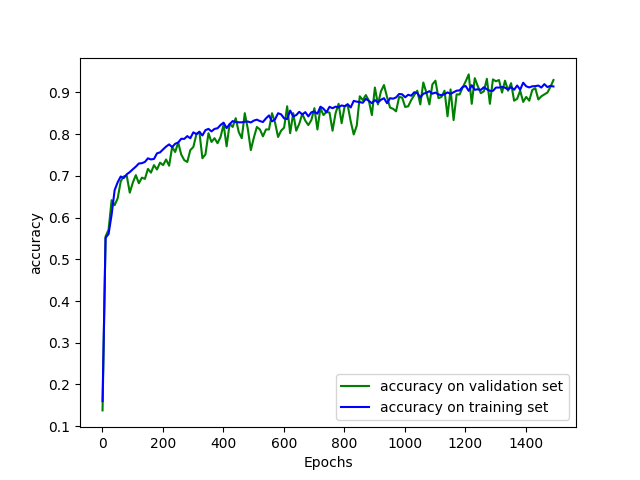 0.9
0.8
0.7
0.6
0.5
0.4
0.3
0.2
0.1
accuracy
accuracy on validation set
accuracy on training set
0 200 400 600 800 1000 1200 1400
Epochs